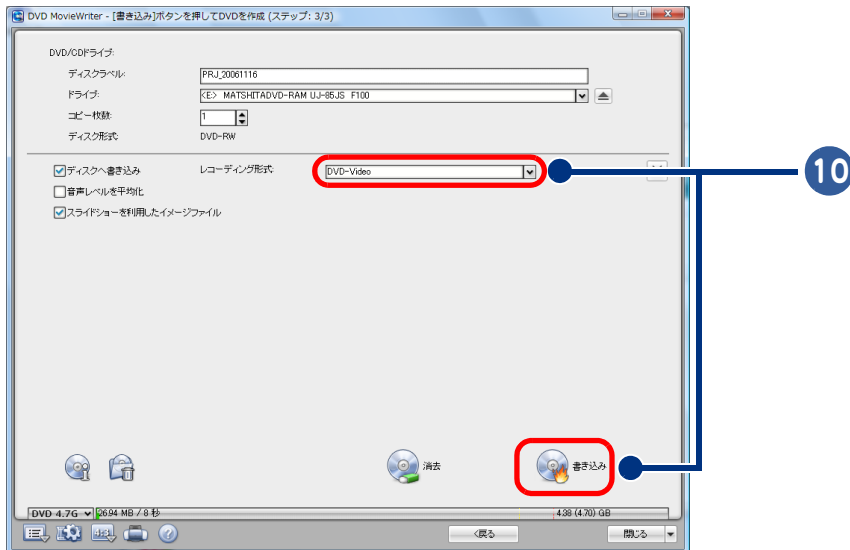 DVD MovieWriter - [書き込み]ボタンを押してDVDを作成 (ステップ: 3/3)
DVD/CDドライブ:
ディスクラベル: PRJ_20061116
ドライブ: <E:> MATSHITADVD-RAM UJ-85JS F100
コピー枚数: 1
ディスク形式: DVD-RW
ディスクへ書き込み レコーディング形式: DVD-Video
10
音声レベルを平均化
スライドショーを利用したイメージファイル
消去 書き込み
DVD 4.7G 26.94 MB / 8 秒 4.38 (4.70) GB
<戻る 閉じる